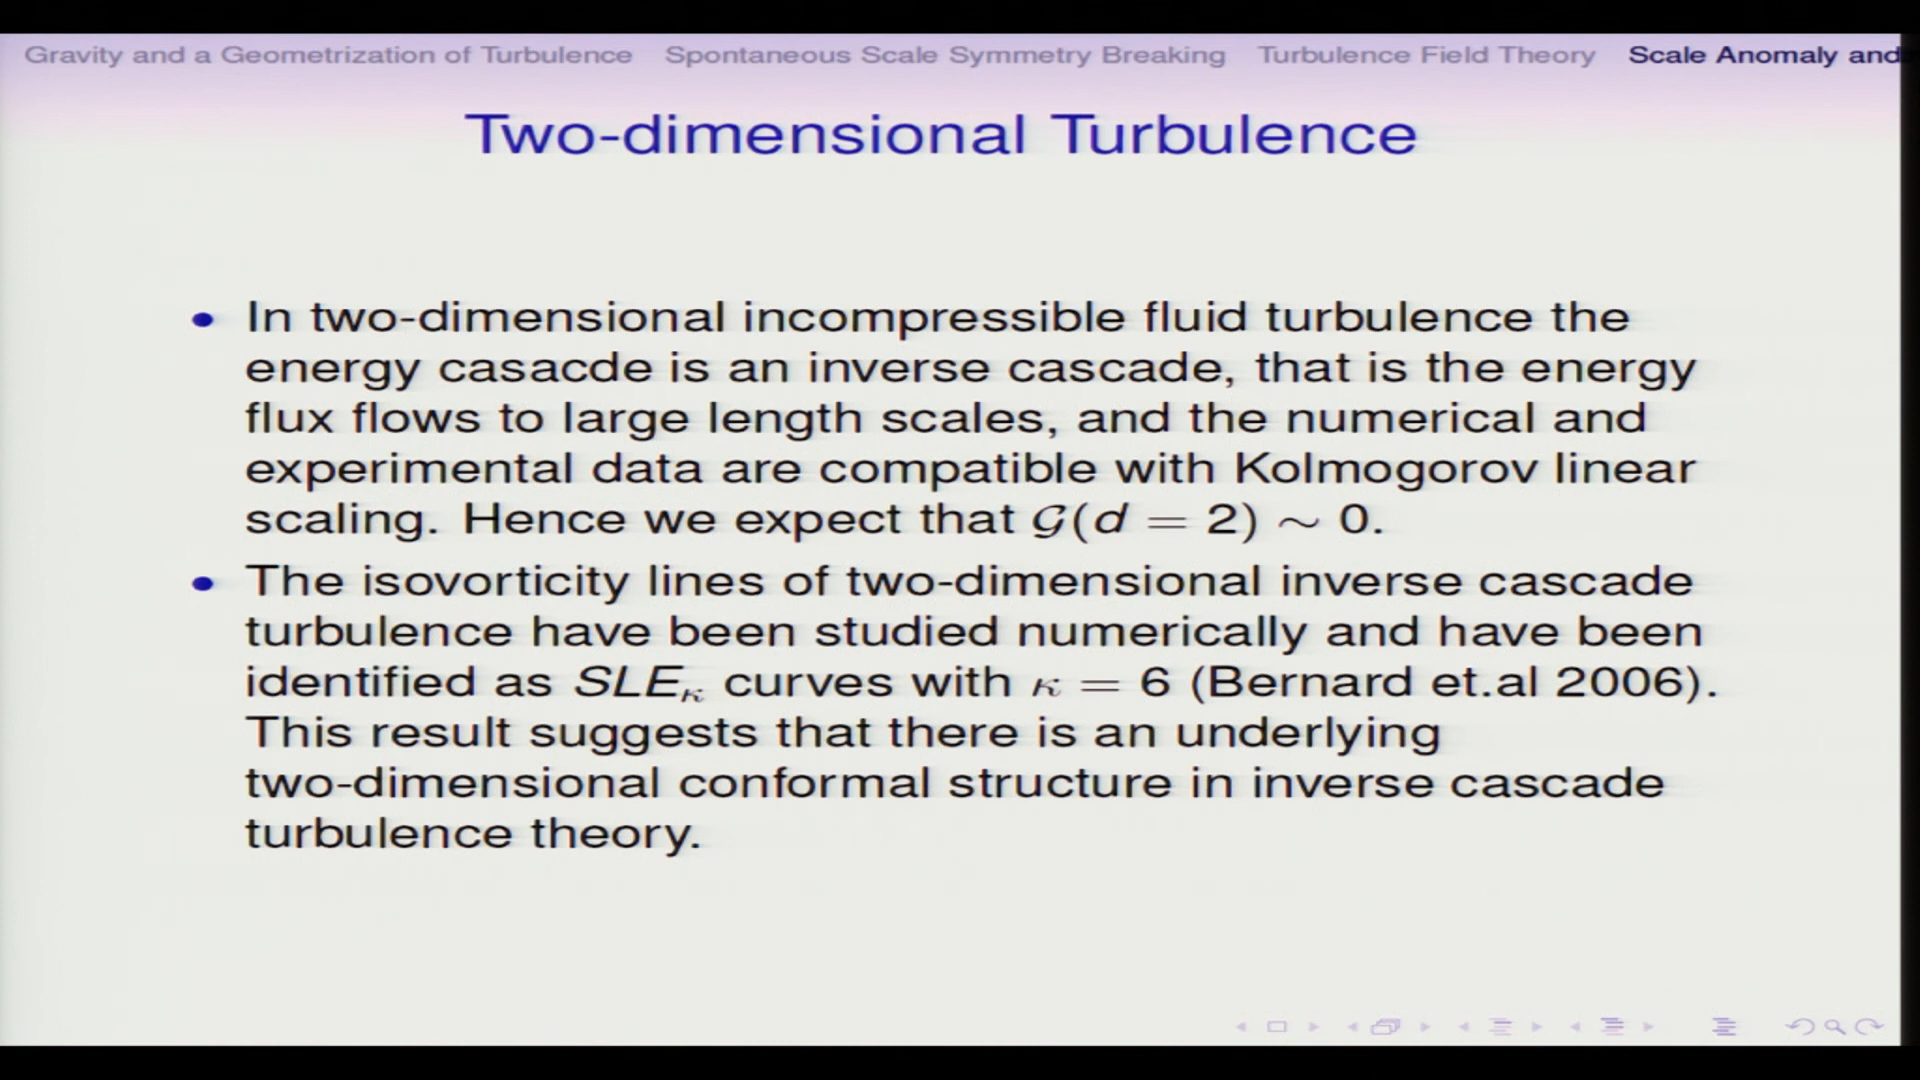 Gravity and a Geometrization of Turbulence Spontaneous Scale Symmetry Breaking Turbulence Field Theory Scale Anomaly and
Two-dimensional Turbulence
• In two-dimensional incompressible fluid turbulence the
energy casacde is an inverse cascade, that is the energy
flux flows to large length scales, and the numerical and
experimental data are compatible with Kolmogorov linear
scaling. Hence we expect that 𝒢(d = 2) ∼ 0.
• The isovorticity lines of two-dimensional inverse cascade
turbulence have been studied numerically and have been
identified as SLE_κ curves with κ = 6 (Bernard et.al 2006).
This result suggests that there is an underlying
two-dimensional conformal structure in inverse cascade
turbulence theory.